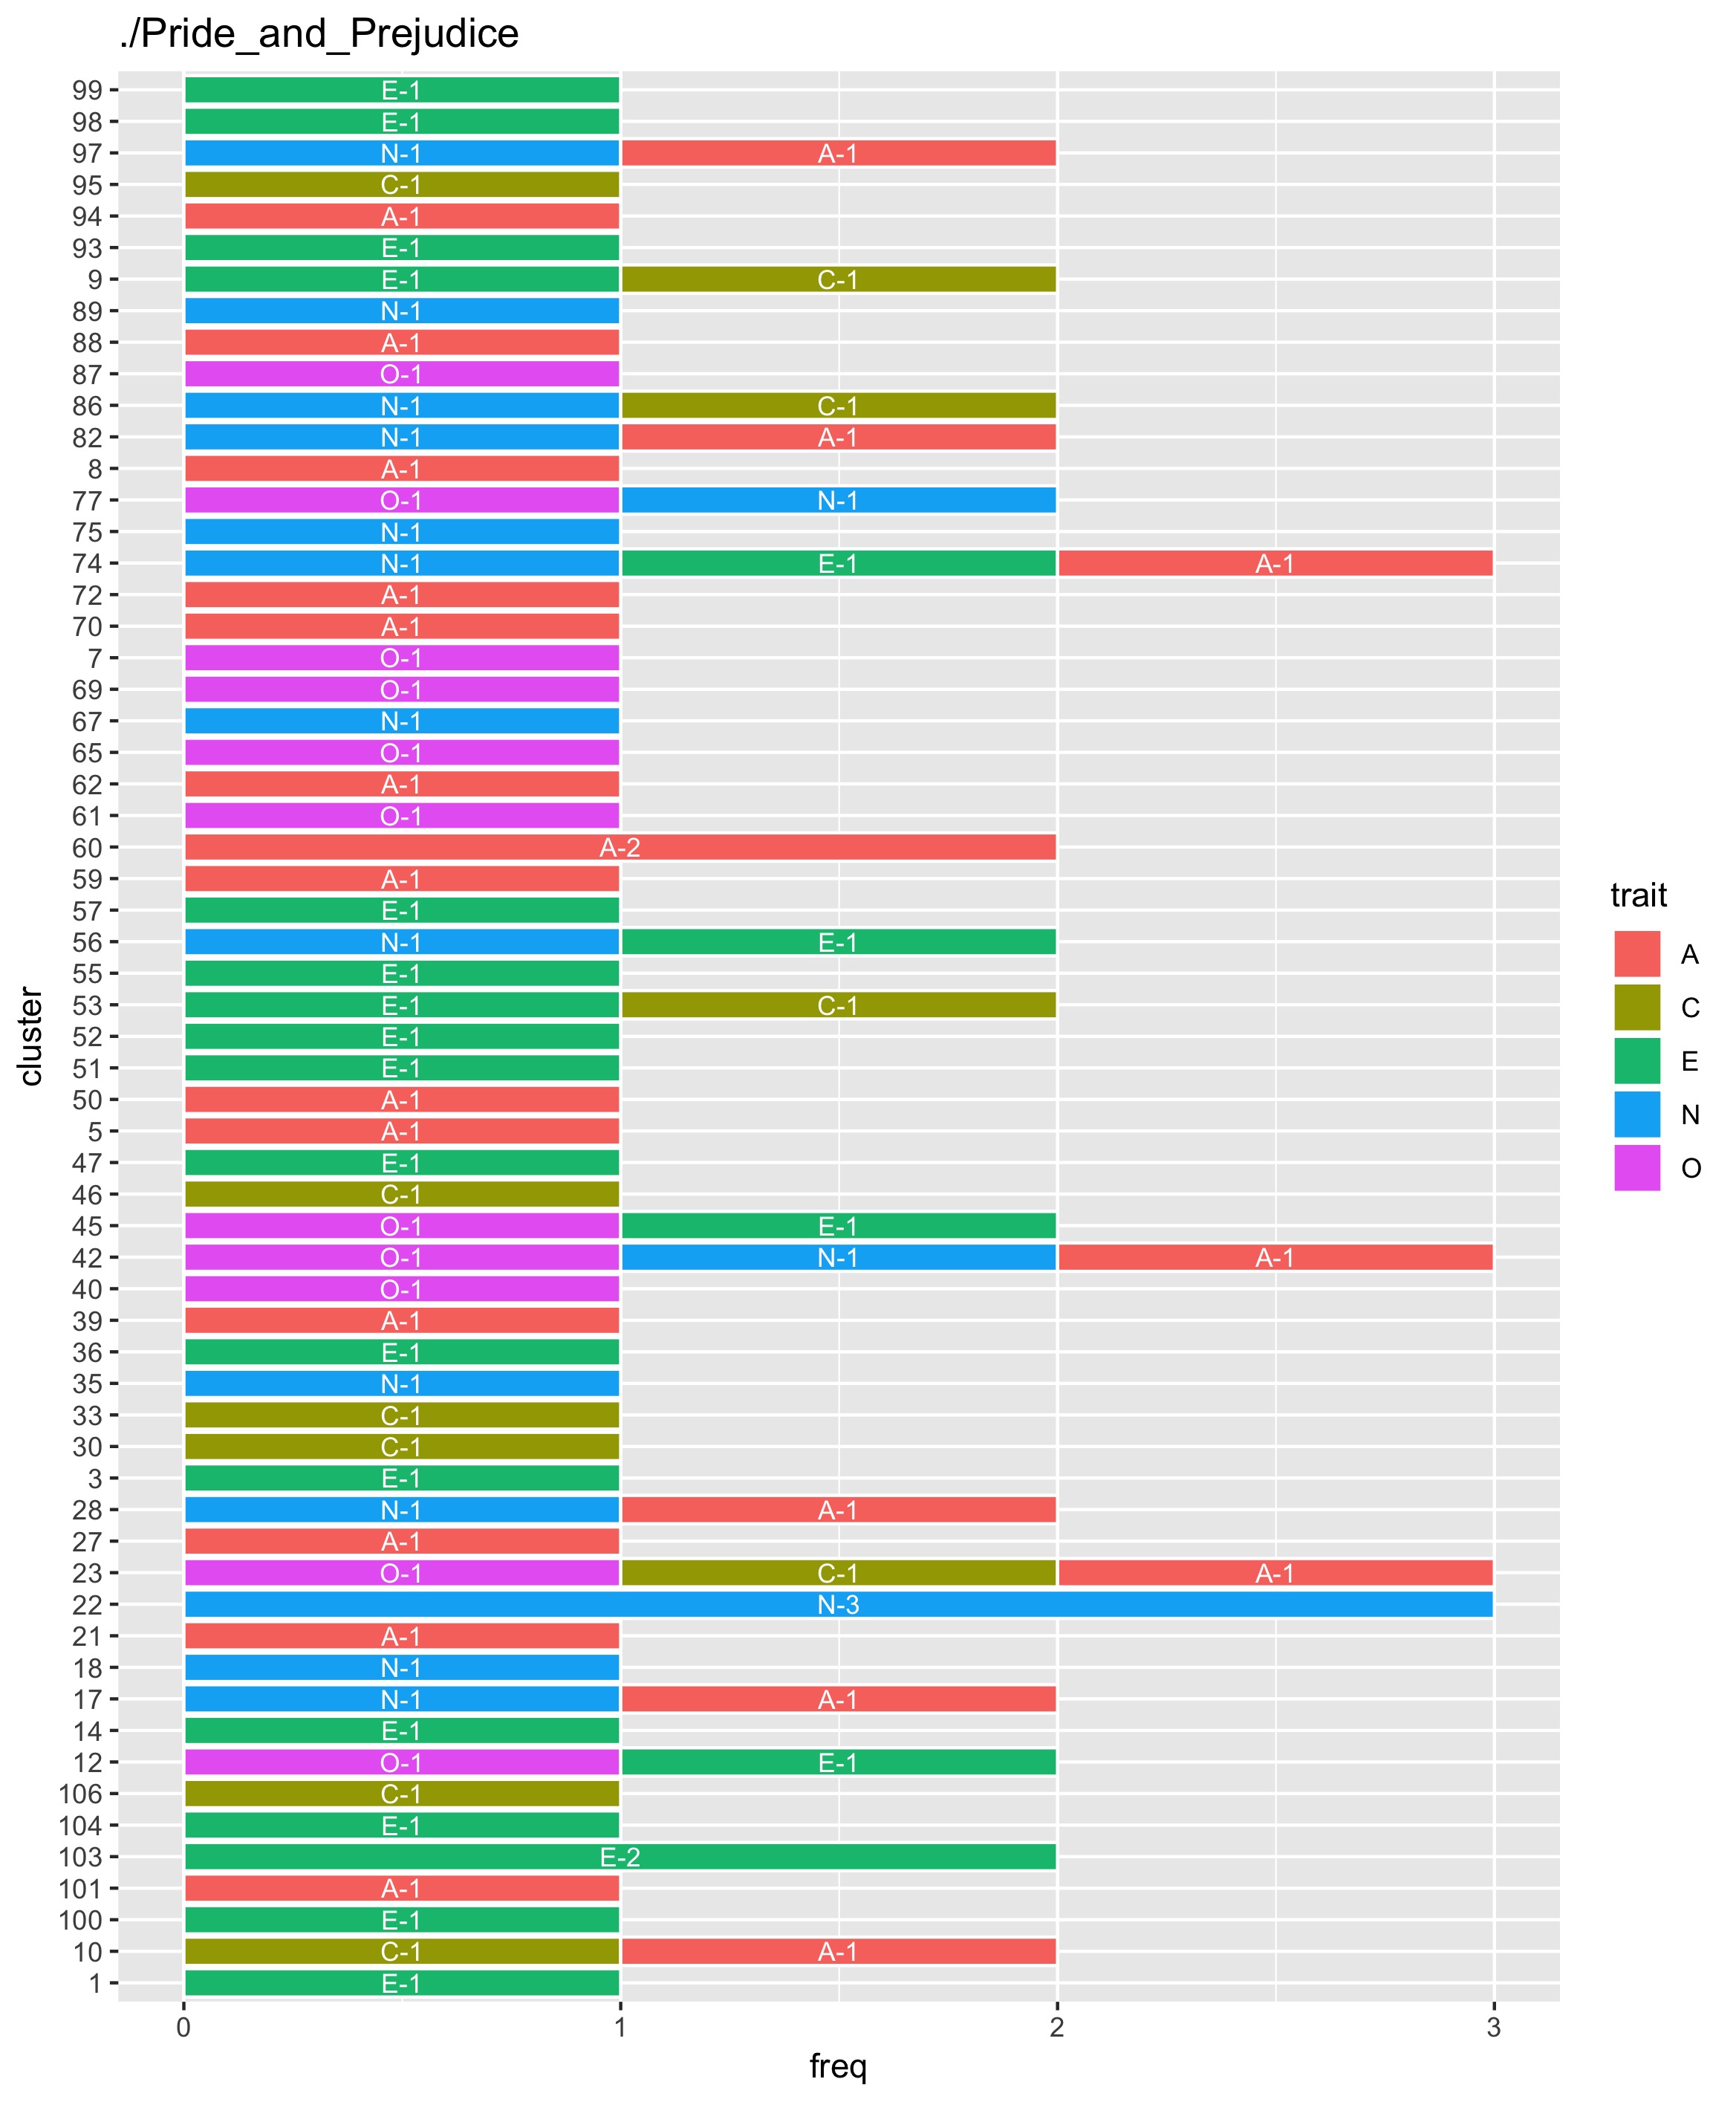 ./Pride_and_Prejudice
99 E-1
98 E-1
97 N-1 A-1
95 C-1
94 A-1
93 E-1
9 E-1 C-1
89 N-1
88 A-1
87 O-1
86 N-1 C-1
82 N-1 A-1
8 A-1
77 O-1 N-1
75 N-1
74 N-1 E-1 A-1
72 A-1
70 A-1
7 O-1
69 O-1
67 N-1
65 O-1
62 A-1
61 O-1
60 A-2
59 A-1
57 E-1
56 N-1 E-1
55 E-1
53 E-1 C-1
52 E-1
51 E-1
50 A-1
5 A-1
47 E-1
46 C-1
45 O-1 E-1
42 O-1 N-1 A-1
40 O-1
39 A-1
36 E-1
35 N-1
33 C-1
30 C-1
3 E-1
28 N-1 A-1
27 A-1
23 O-1 C-1 A-1
22 N-3
21 A-1
18 N-1
17 N-1 A-1
14 E-1
12 O-1 E-1
106 C-1
104 E-1
103 E-2
101 A-1
100 E-1
10 C-1 A-1
1 E-1
0 1 2 3
freq
cluster
trait
A
C
E
N
O